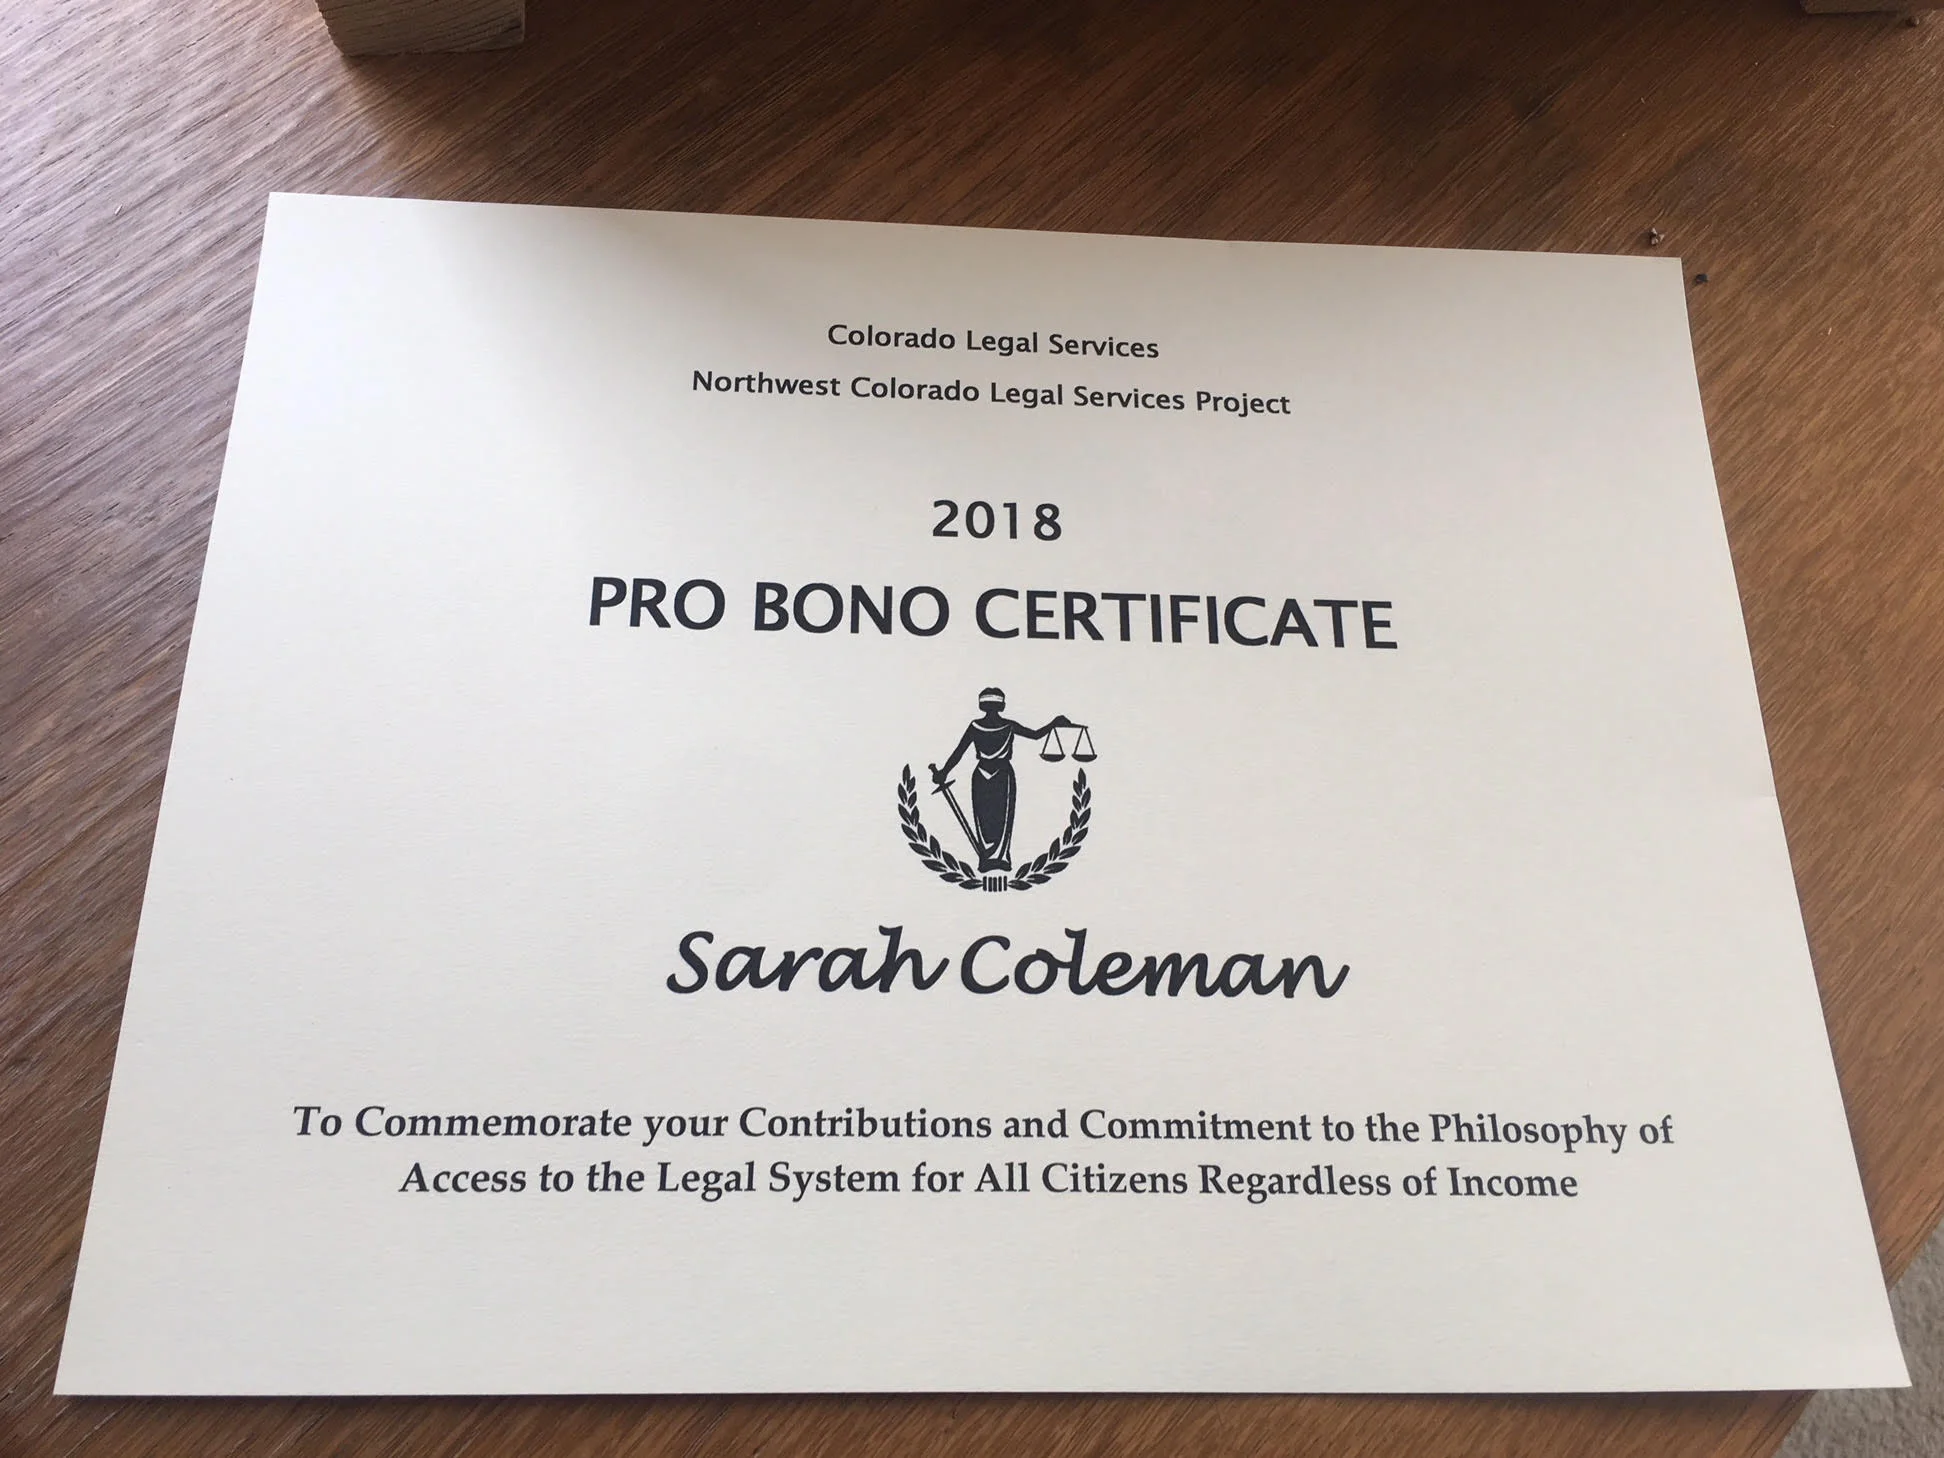 Colorado Legal Services
Northwest Colorado Legal Services Project
2018
PRO BONO CERTIFICATE
Sarah Coleman
To Commemorate your Contributions and Commitment to the Philosophy of
Access to the Legal System for All Citizens Regardless of Income